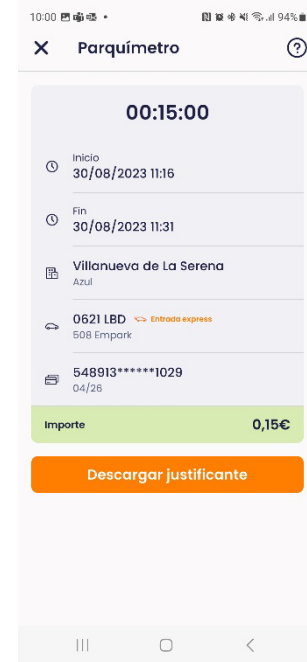 10:00 94%
Parquímetro
00:15:00
Inicio
30/08/2023 11:16
Fin
30/08/2023 11:31
Villanueva de La Serena
Azul
0621 LBD Entrada express
508 Empark
548913******1029
04/26
Importe 0,15€
Descargar justificante